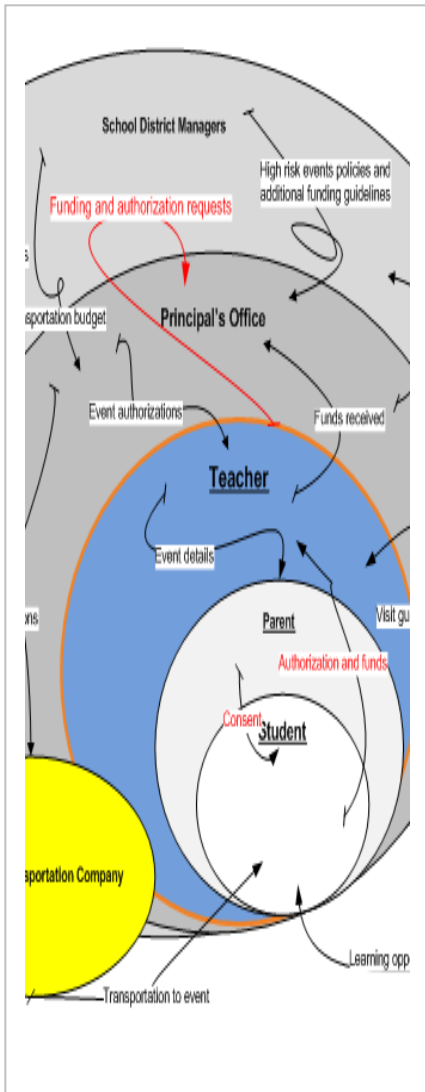 School District Managers
High risk events policies and
additional funding guidelines
Funding and authorization requests
s
Principal's Office
nsportation budget
Event authorizations
Funds received
Teacher
Event details
Parent
Visit gu
ons
Authorization and funds
Consent
Student
sportation Company
Learning oppo
Transportation to event